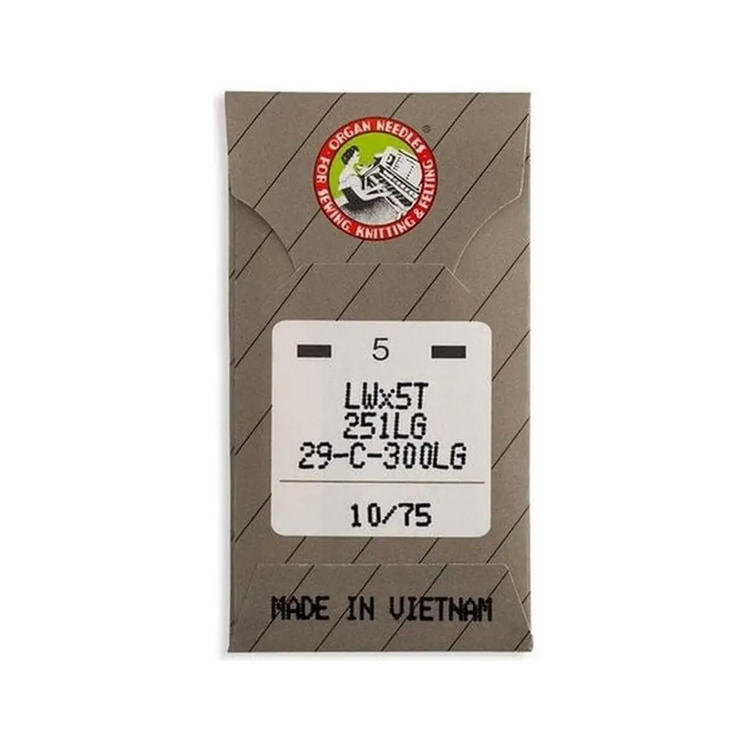 ORGAN NEEDLES ®
FOR SEWING, KNITTING & FELTING
5
LWx5T
251LG
29-C-300LG
10/75
MADE IN VIETNAM